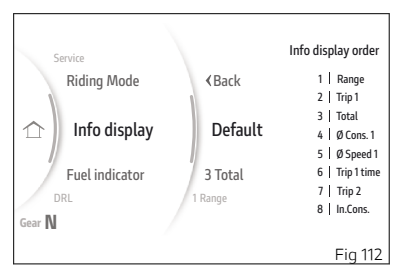 Service
Riding Mode
Info display
Fuel indicator
DRL
Gear N
Back
Default
3 Total
1 Range
Info display order
1 | Range
2 | Trip 1
3 | Total
4 | Ø Cons. 1
5 | Ø Speed 1
6 | Trip 1 time
7 | Trip 2
8 | In.Cons.
Fig 112